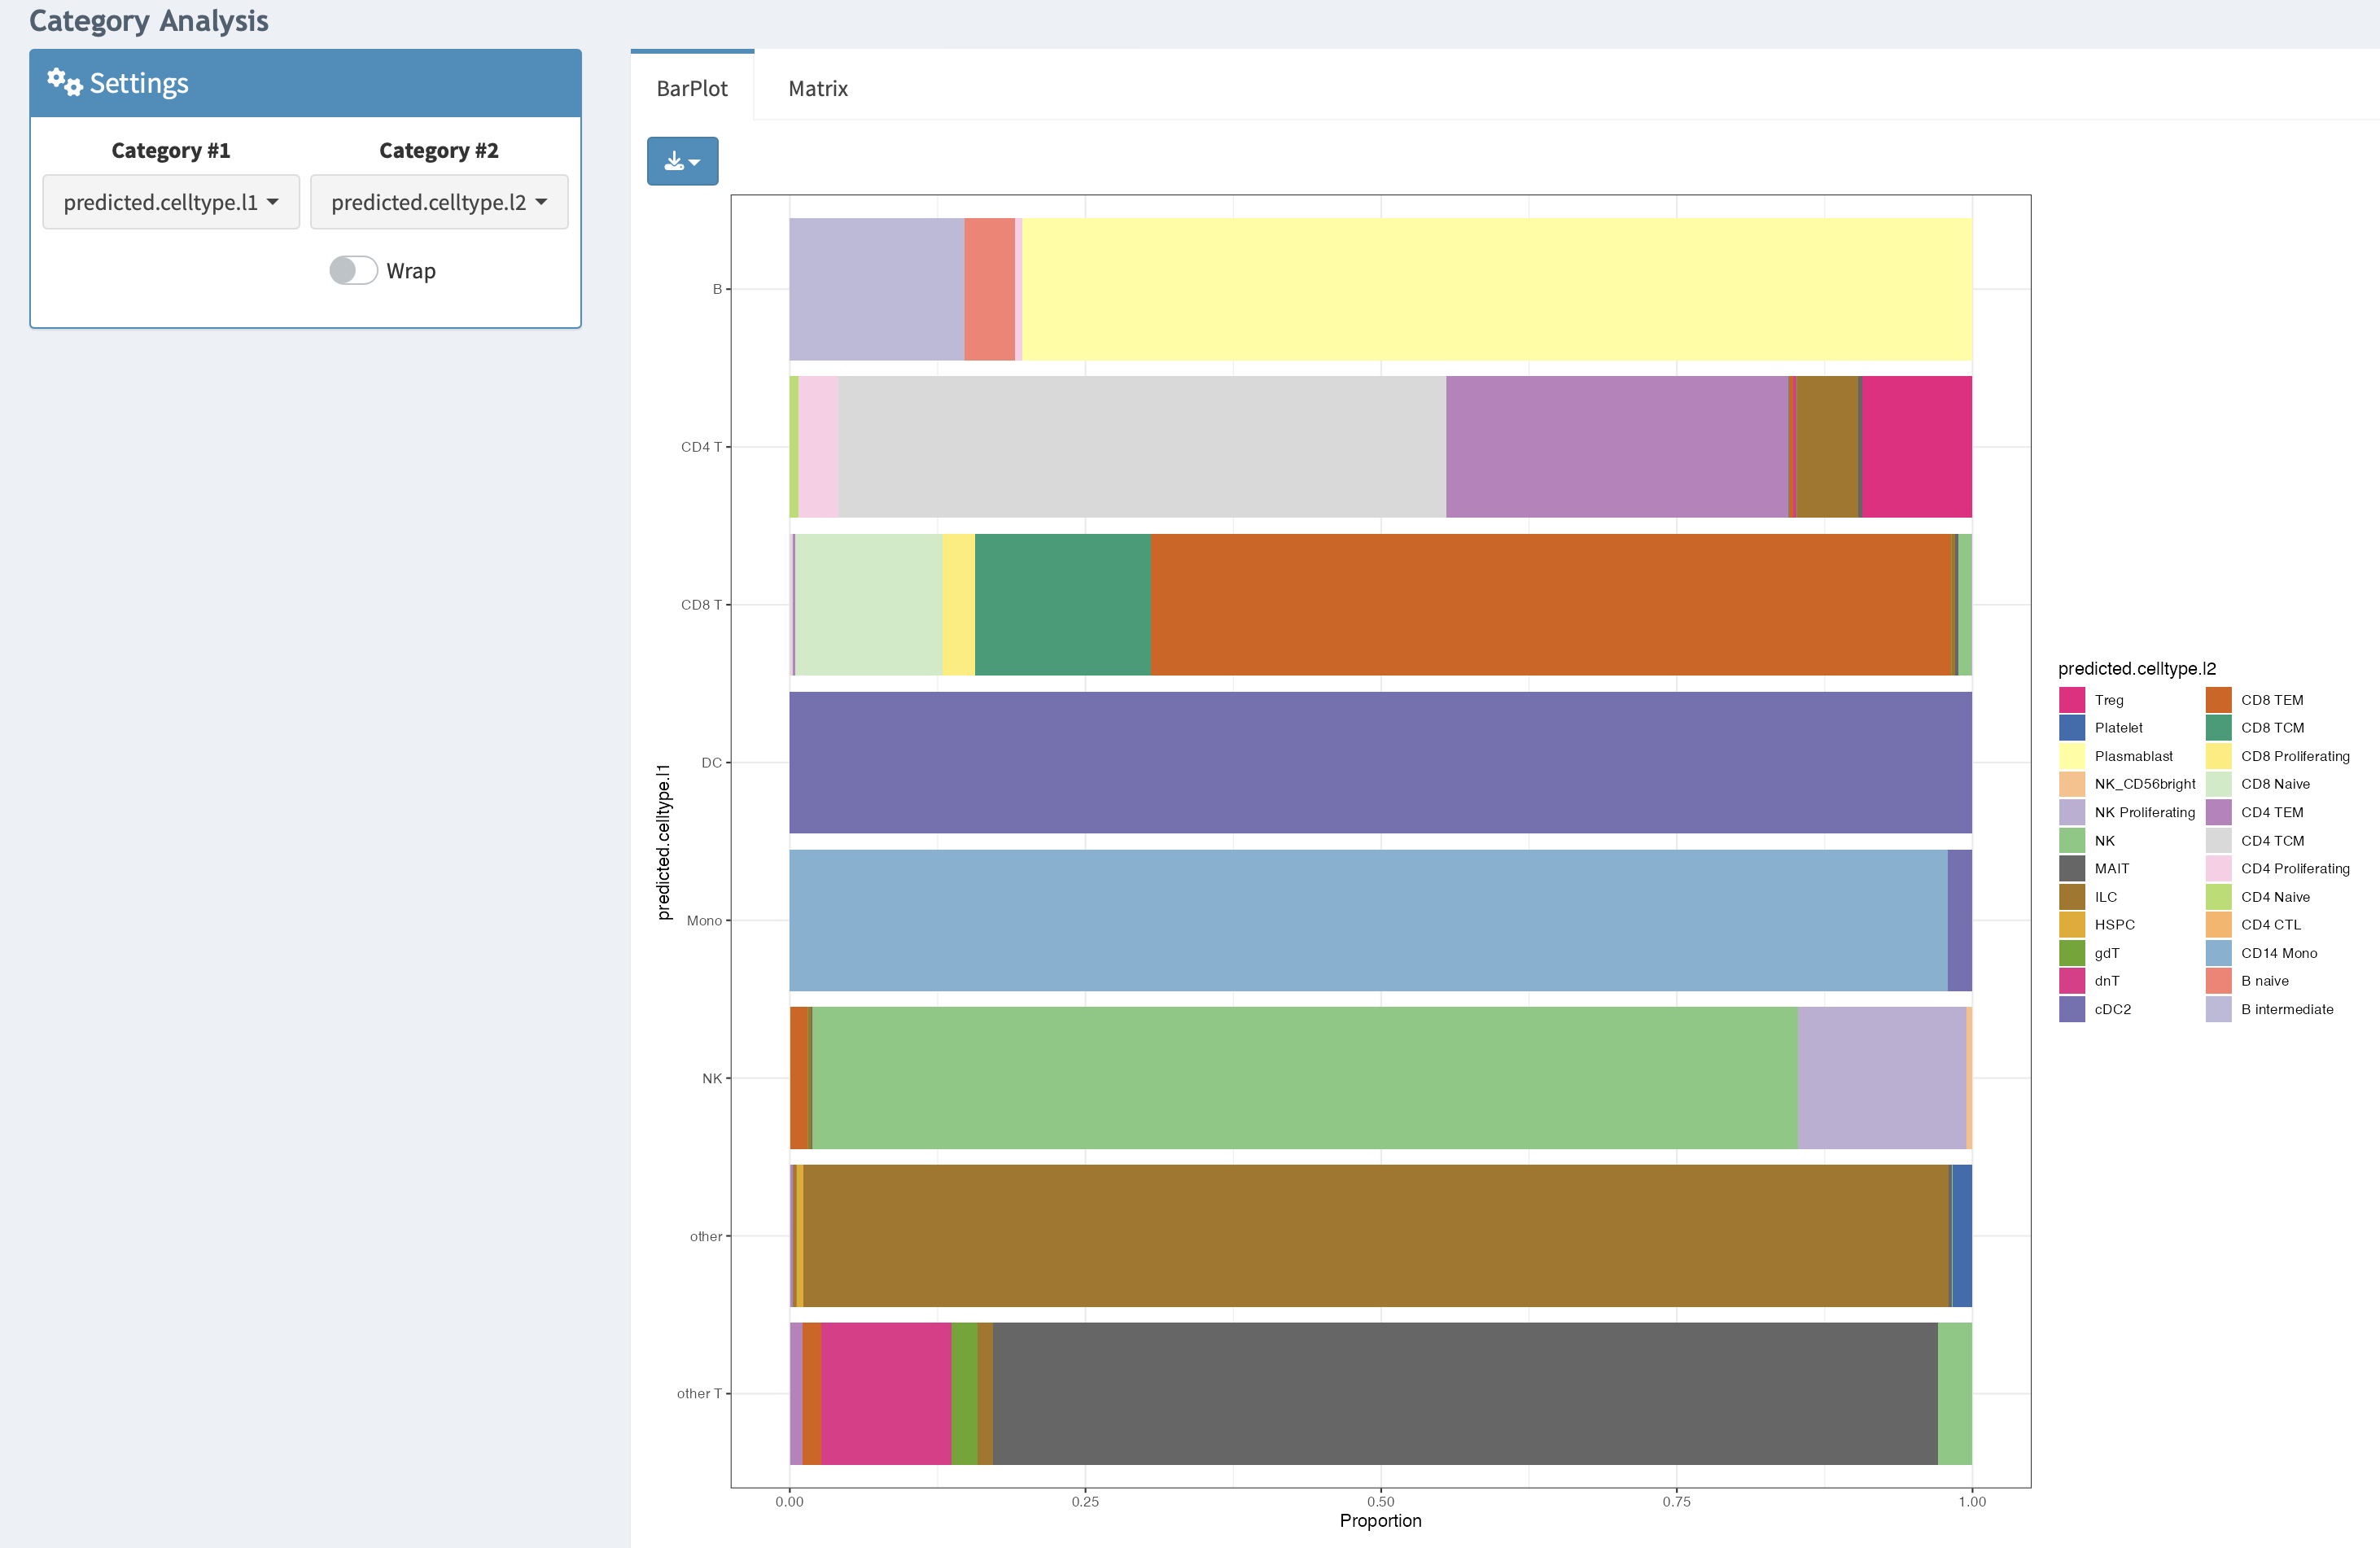 Category Analysis
Settings
Category #1
Category #2
predicted.celltype.l1
predicted.celltype.l2
Wrap
BarPlot
Matrix
predicted.celltype.l1
B
CD4 T
CD8 T
DC
Mono
NK
other
other T
0.00
0.25
0.50
0.75
1.00
Proportion
predicted.celltype.l2
Treg
Platelet
Plasmablast
NK_CD56bright
NK Proliferating
NK
MAIT
ILC
HSPC
gdT
dnT
cDC2
CD8 TEM
CD8 TCM
CD8 Proliferating
CD8 Naive
CD4 TEM
CD4 TCM
CD4 Proliferating
CD4 Naive
CD4 CTL
CD14 Mono
B naive
B intermediate